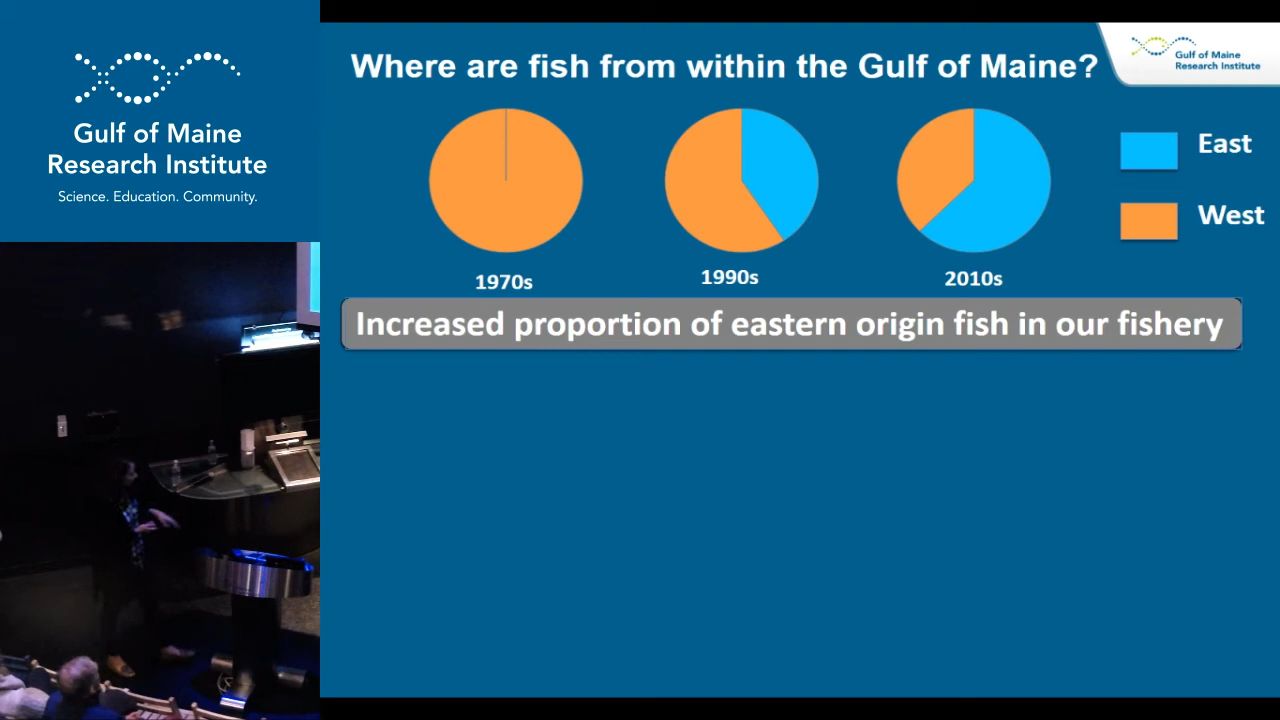 Gulf of Maine
Research Institute
Science. Education. Community.
Where are fish from within the Gulf of Maine?
Gulf of Maine
Research Institute
East
West
1970s
1990s
2010s
Increased proportion of eastern origin fish in our fishery